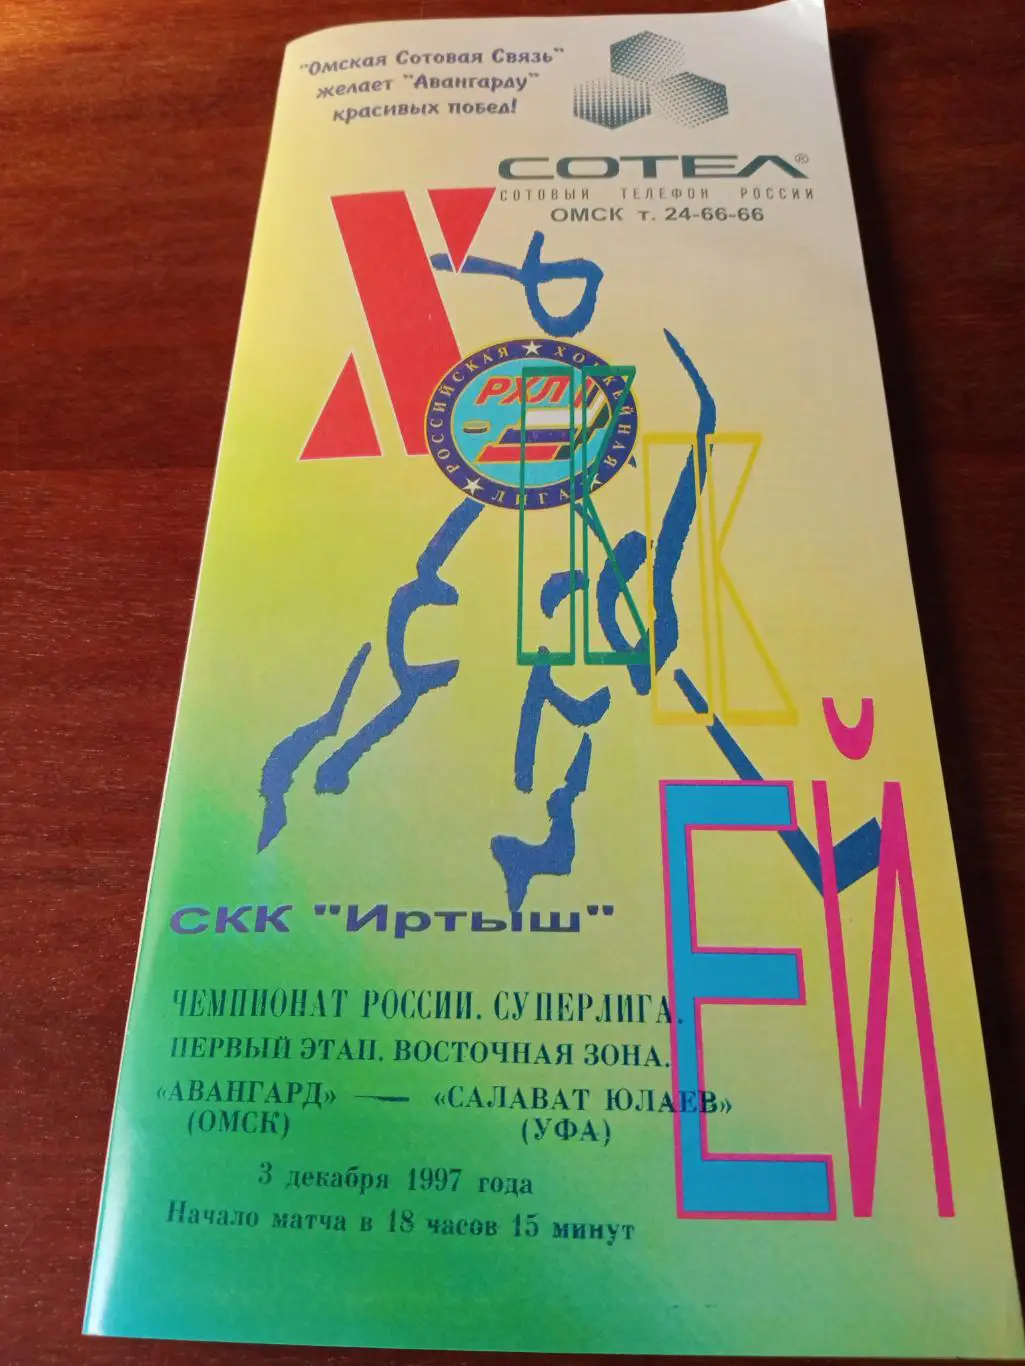 "Омская Сотовая Связь"
желает "Авангарду"
красивых побед!
СОТЕЛ®
СОТОВЫЙ ТЕЛЕФОН РОССИИ
ОМСК т. 24-66-66
ХОККЕЙ
РОССИЙСКАЯ ★ ХОККЕЙНАЯ ★ ЛИГА ★
РХЛ
СКК "Иртыш"
ЧЕМПИОНАТ РОССИИ. СУПЕРЛИГА.
ПЕРВЫЙ ЭТАП. ВОСТОЧНАЯ ЗОНА.
«АВАНГАРД» — «САЛАВАТ ЮЛАЕВ»
(ОМСК) (УФА)
3 декабря 1997 года
Начало матча в 18 часов 15 минут